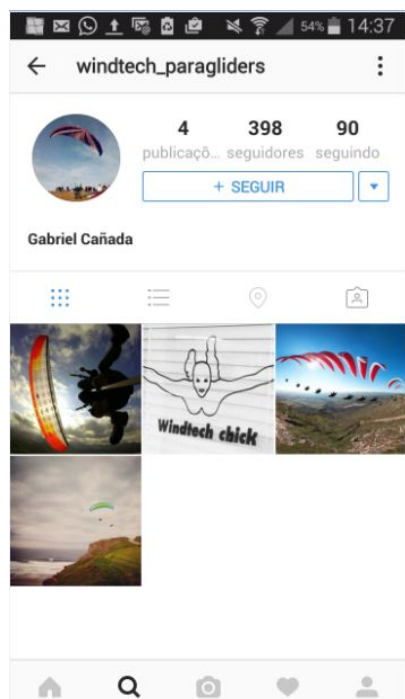 54% 14:37
windtech_paragliders
4 398 90
publicaçõ... seguidores seguindo
+ SEGUIR
Gabriel Cañada
Windtech chick